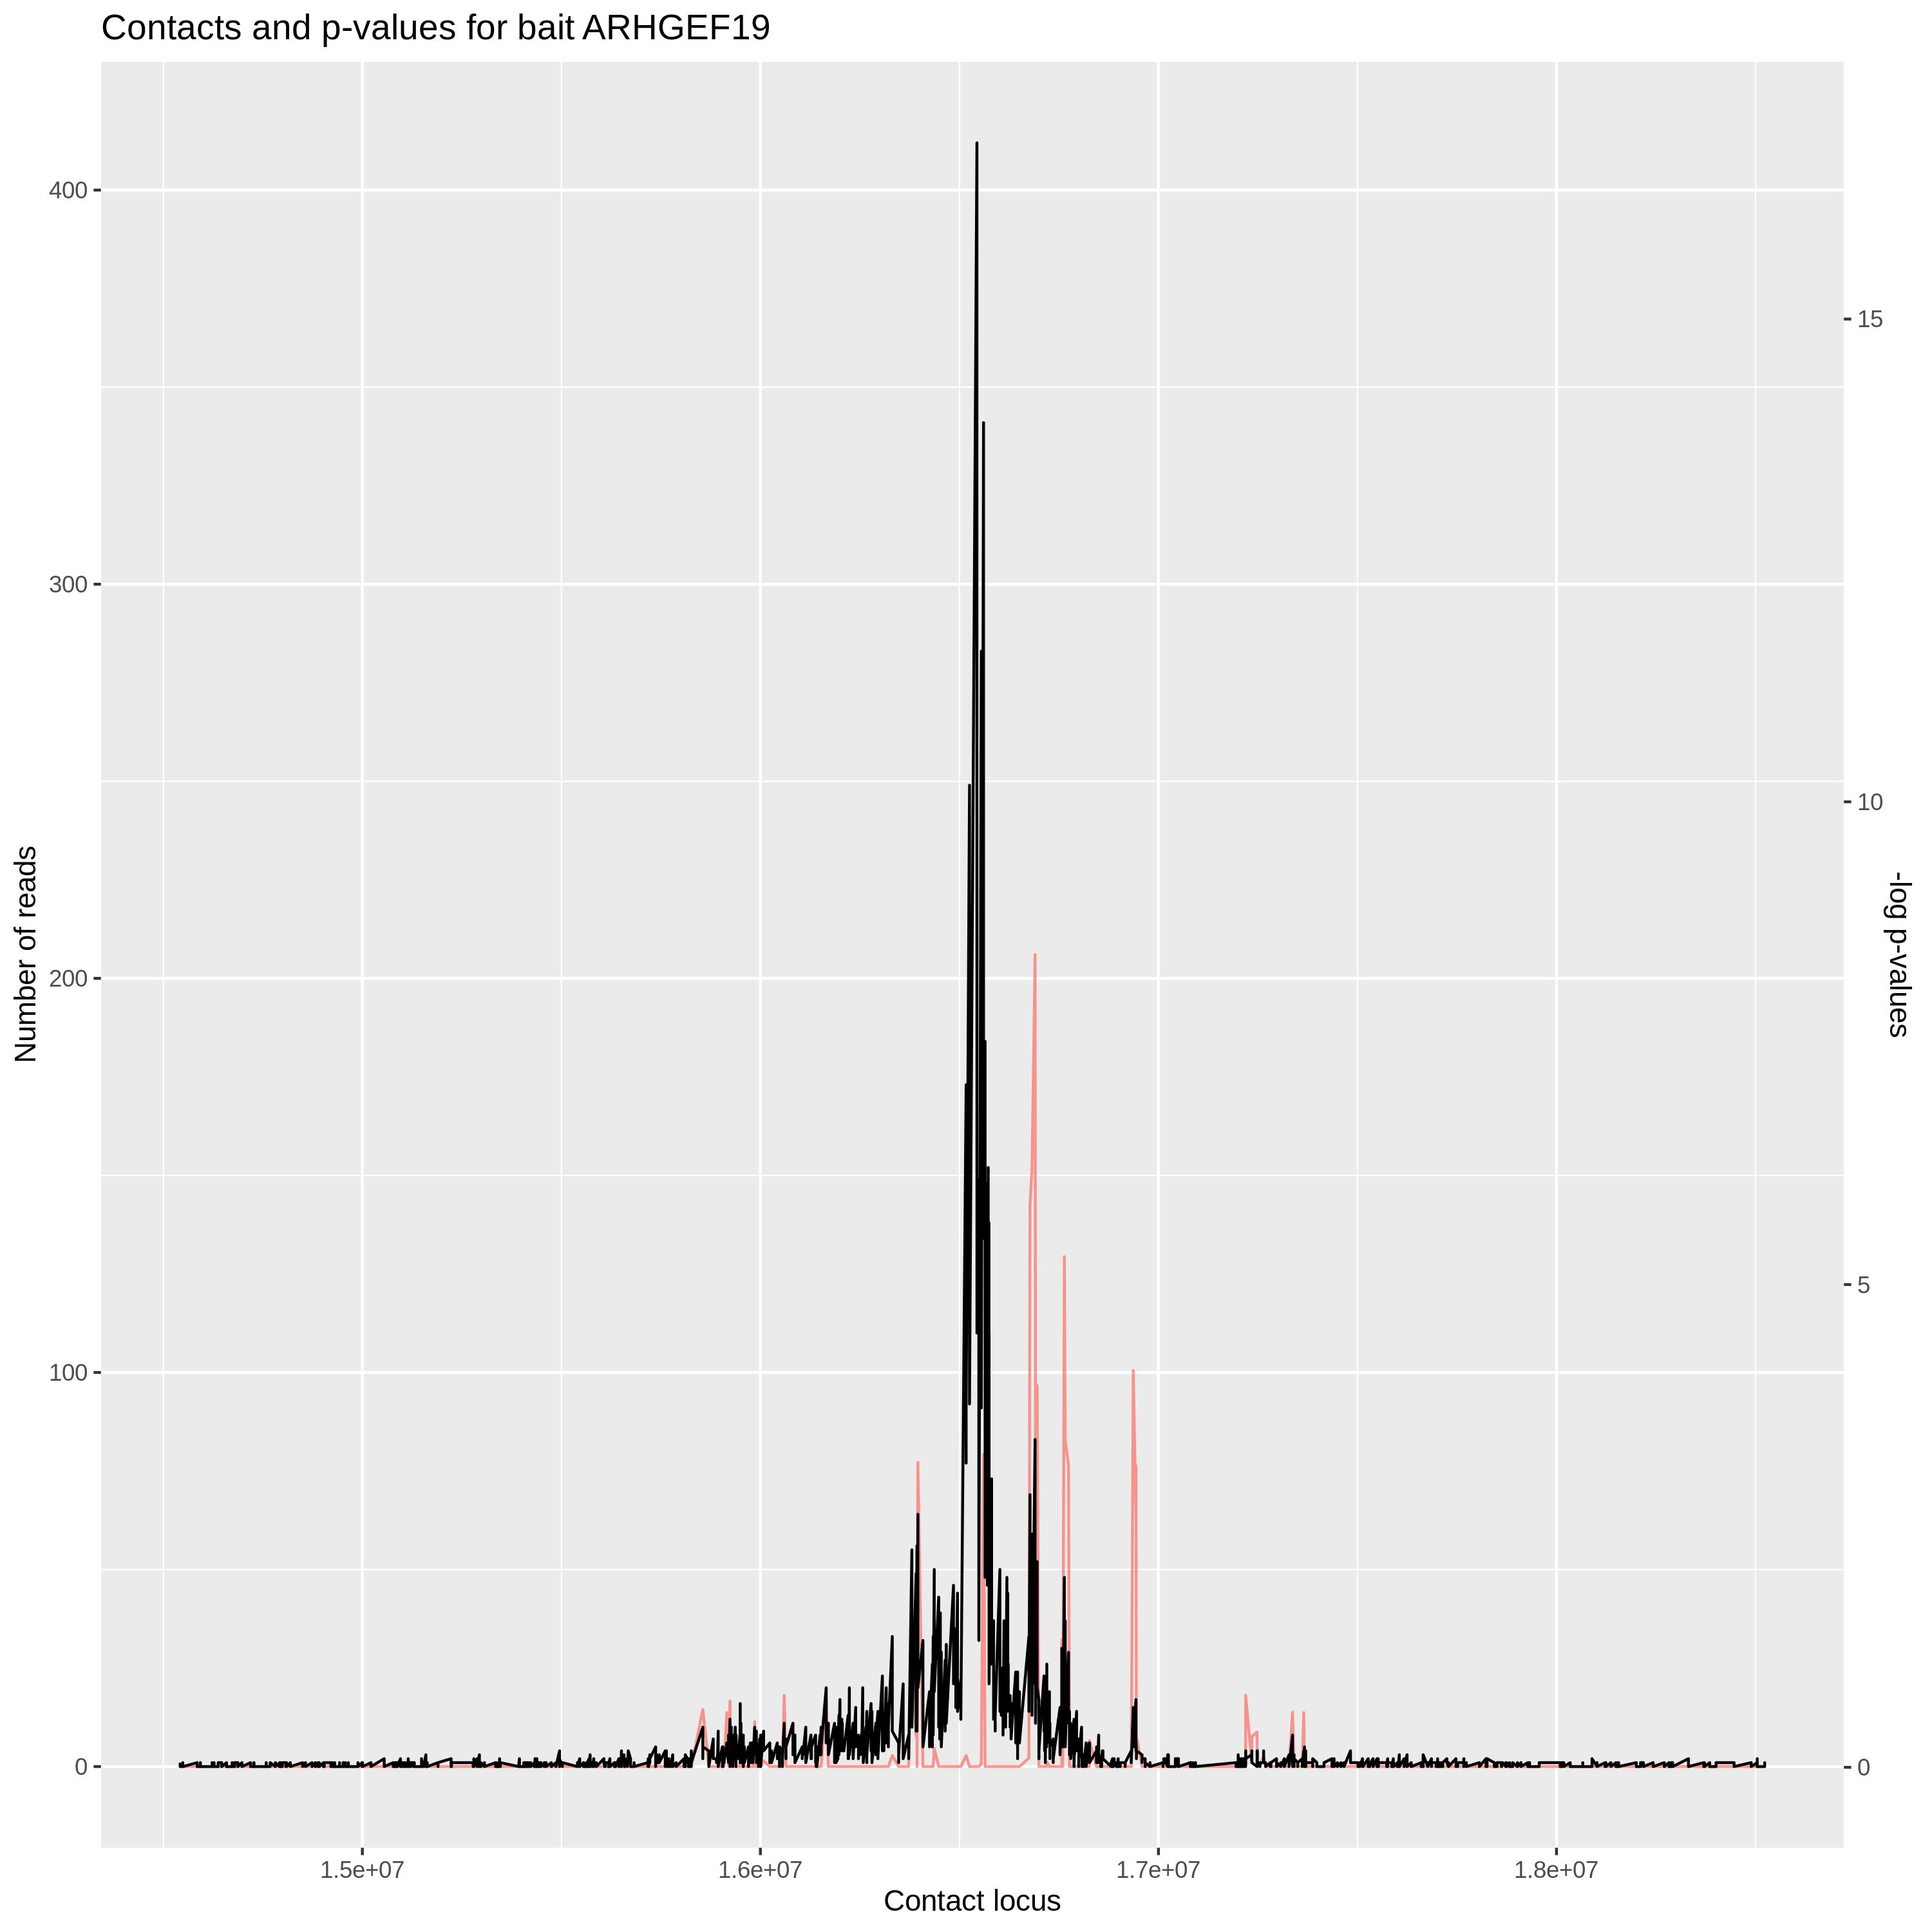 Contacts and p-values for bait ARHGEF19
400
300
200
100
0
Number of reads
15
10
5
0
-log p-values
1.5e+07
1.6e+07
1.7e+07
1.8e+07
Contact locus